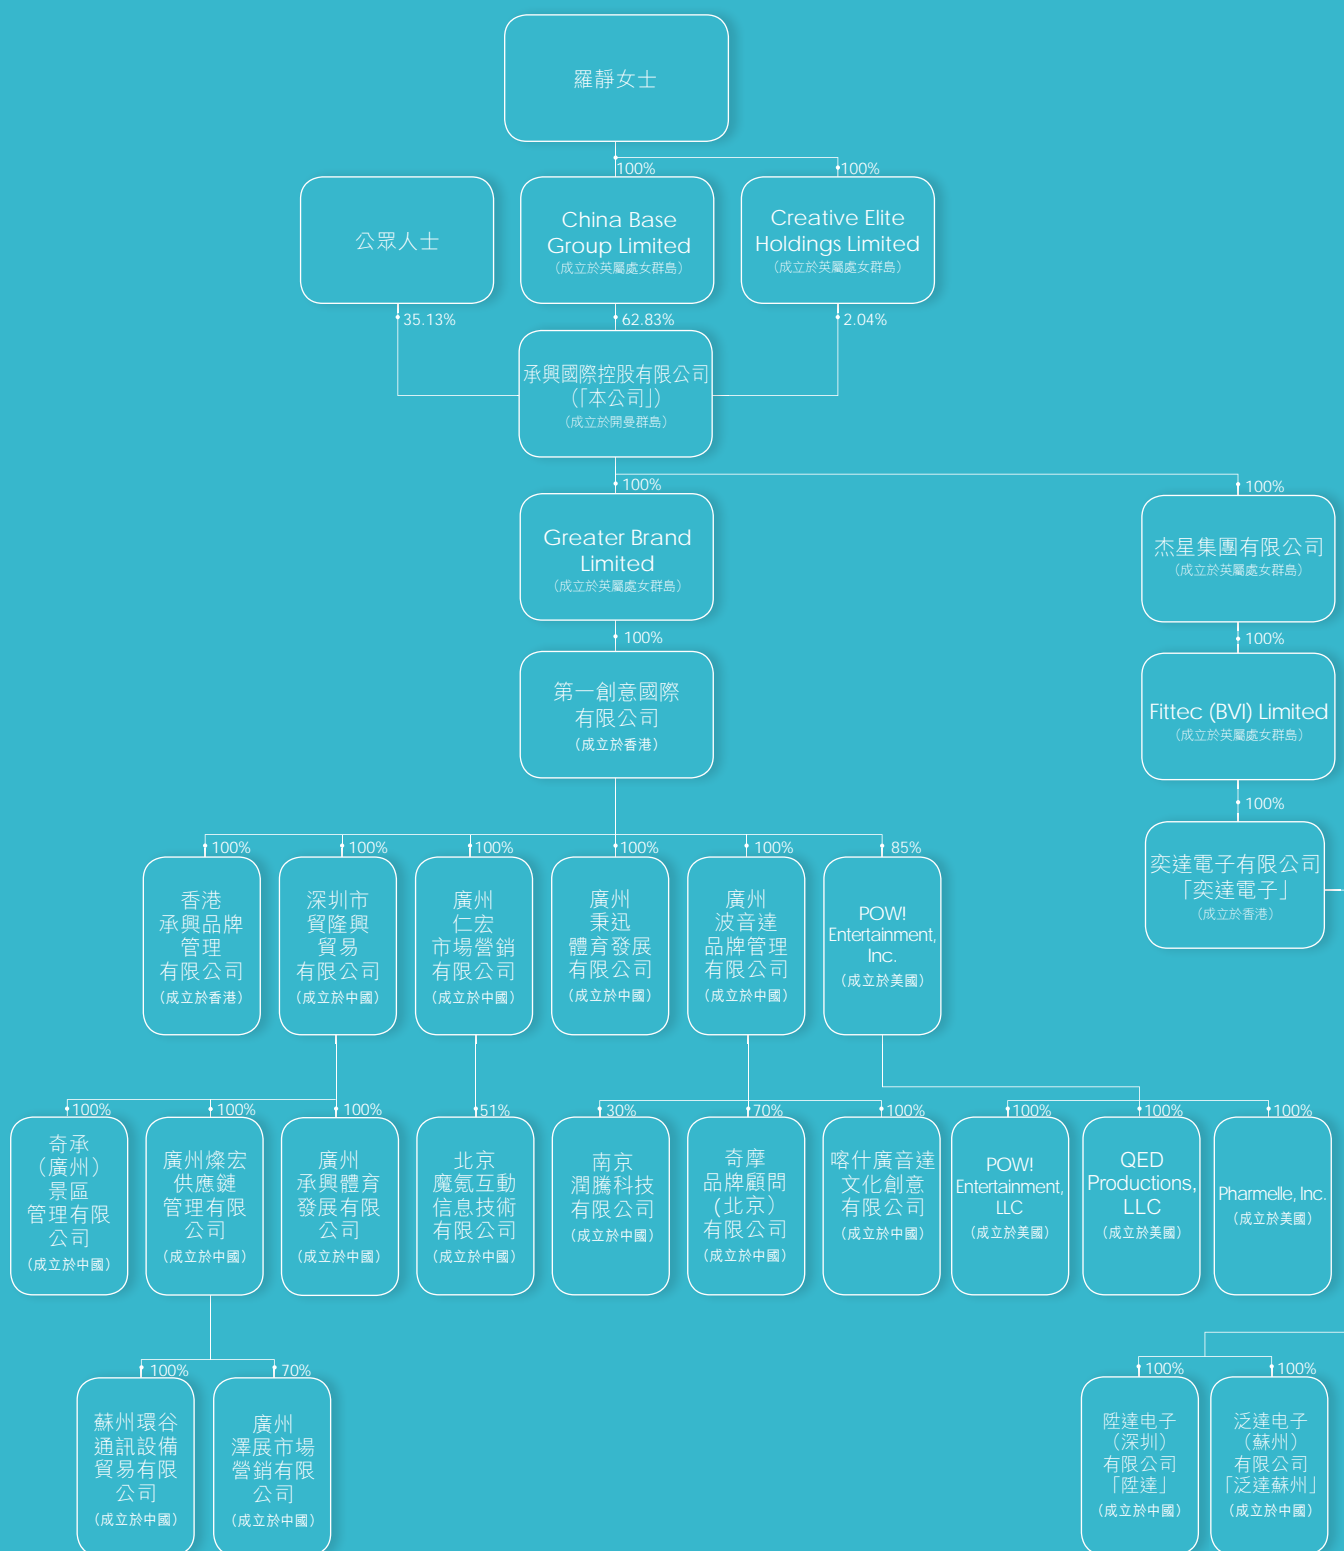 羅靜女士
100%
100%
公眾人士
China Base
Group Limited
（成立於英屬處女群島）
Creative Elite
Holdings Limited
（成立於英屬處女群島）
35.13%
62.83%
2.04%
承興國際控股有限公司
（「本公司」）
（成立於開曼群島）
100%
100%
Greater Brand
Limited
（成立於英屬處女群島）
杰星集團有限公司
（成立於英屬處女群島）
100%
100%
第一創意國際
有限公司
（成立於香港）
Fittec (BVI) Limited
（成立於英屬處女群島）
100%
奕達電子有限公司
「奕達電子」
（成立於香港）
100%
100%
100%
100%
100%
85%
香港
承興品牌
管理
有限公司
（成立於香港）
深圳市
貿隆興
貿易
有限公司
（成立於中國）
廣州
仁宏
市場營銷
有限公司
（成立於中國）
廣州
秉迅
體育發展
有限公司
（成立於中國）
廣州
波音達
品牌管理
有限公司
（成立於中國）
POW!
Entertainment,
Inc.
（成立於美國）
100%
100%
100%
51%
30%
70%
100%
100%
100%
100%
奇承
（廣州）
景區
管理有限
公司
（成立於中國）
廣州燦宏
供應鏈
管理有限
公司
（成立於中國）
廣州
承興體育
發展有限
公司
（成立於中國）
北京
魔氪互動
信息技術
有限公司
（成立於中國）
南京
潤騰科技
有限公司
（成立於中國）
奇摩
品牌顧問
（北京）
有限公司
（成立於中國）
喀什廣音達
文化創意
有限公司
（成立於中國）
POW!
Entertainment,
LLC
（成立於美國）
QED
Productions,
LLC
（成立於美國）
Pharmelle, Inc.
（成立於美國）
100%
70%
100%
100%
蘇州環谷
通訊設備
貿易有限
公司
（成立於中國）
廣州
澤展市場
營銷有限
公司
（成立於中國）
陞達电子
（深圳）
有限公司
「陞達」
（成立於中國）
泛達电子
（蘇州）
有限公司
「泛達蘇州」
（成立於中國）